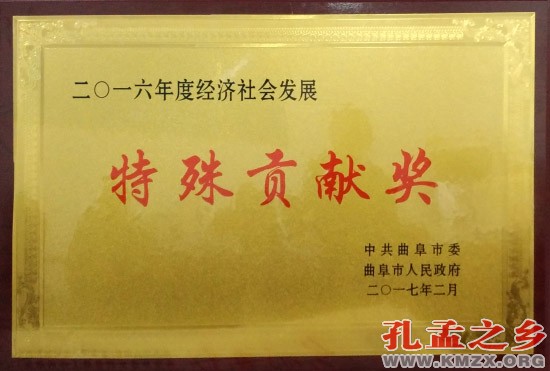 二〇一六年度经济社会发展
特殊贡献奖
中共曲阜市委
曲阜市人民政府
二〇一七年二月
孔孟之乡
WWW.KMZX.ORG